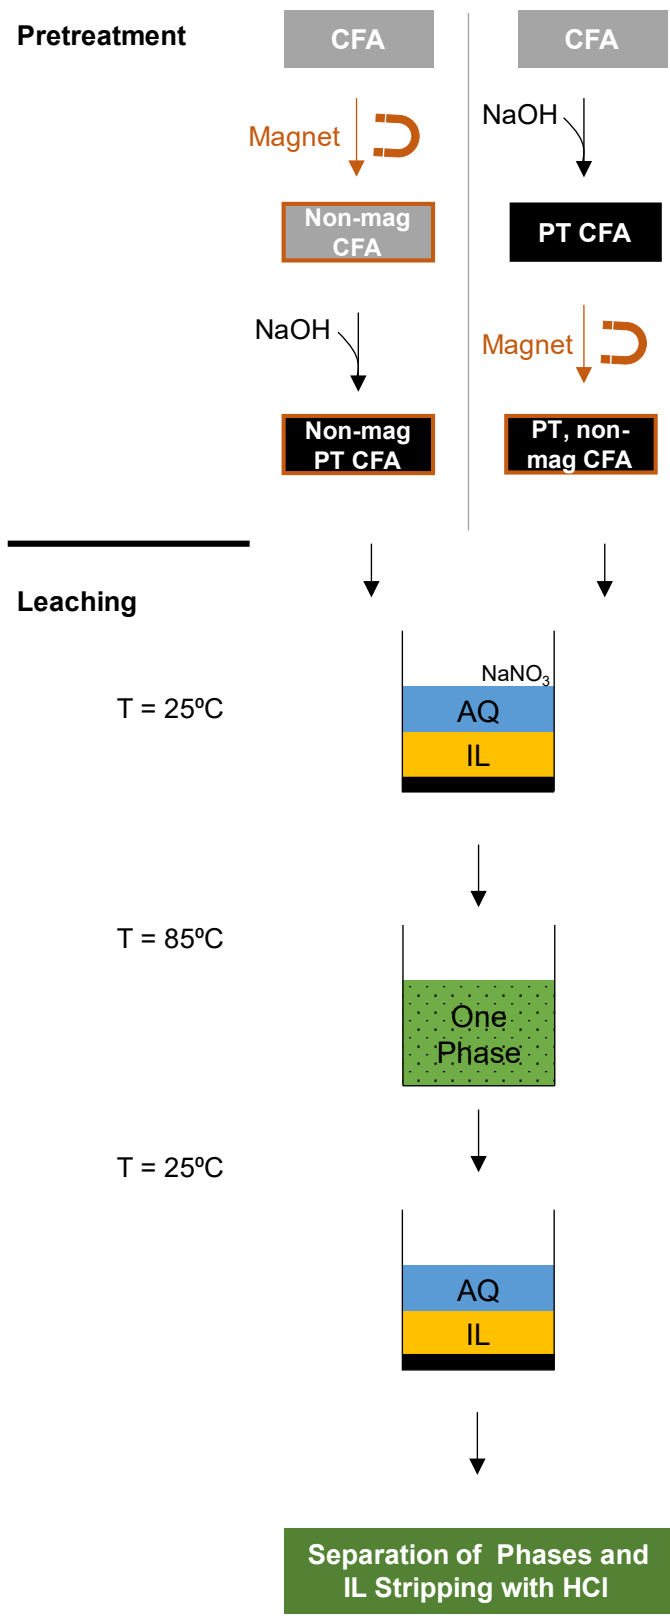 Pretreatment
CFA
CFA
Magnet
NaOH
Non-mag
CFA
PT CFA
NaOH
Magnet
Non-mag
PT CFA
PT, non-
mag CFA
Leaching
NaNO₃
T = 25ºC
AQ
IL
T = 85ºC
One
Phase
T = 25ºC
AQ
IL
Separation of Phases and
IL Stripping with HCl